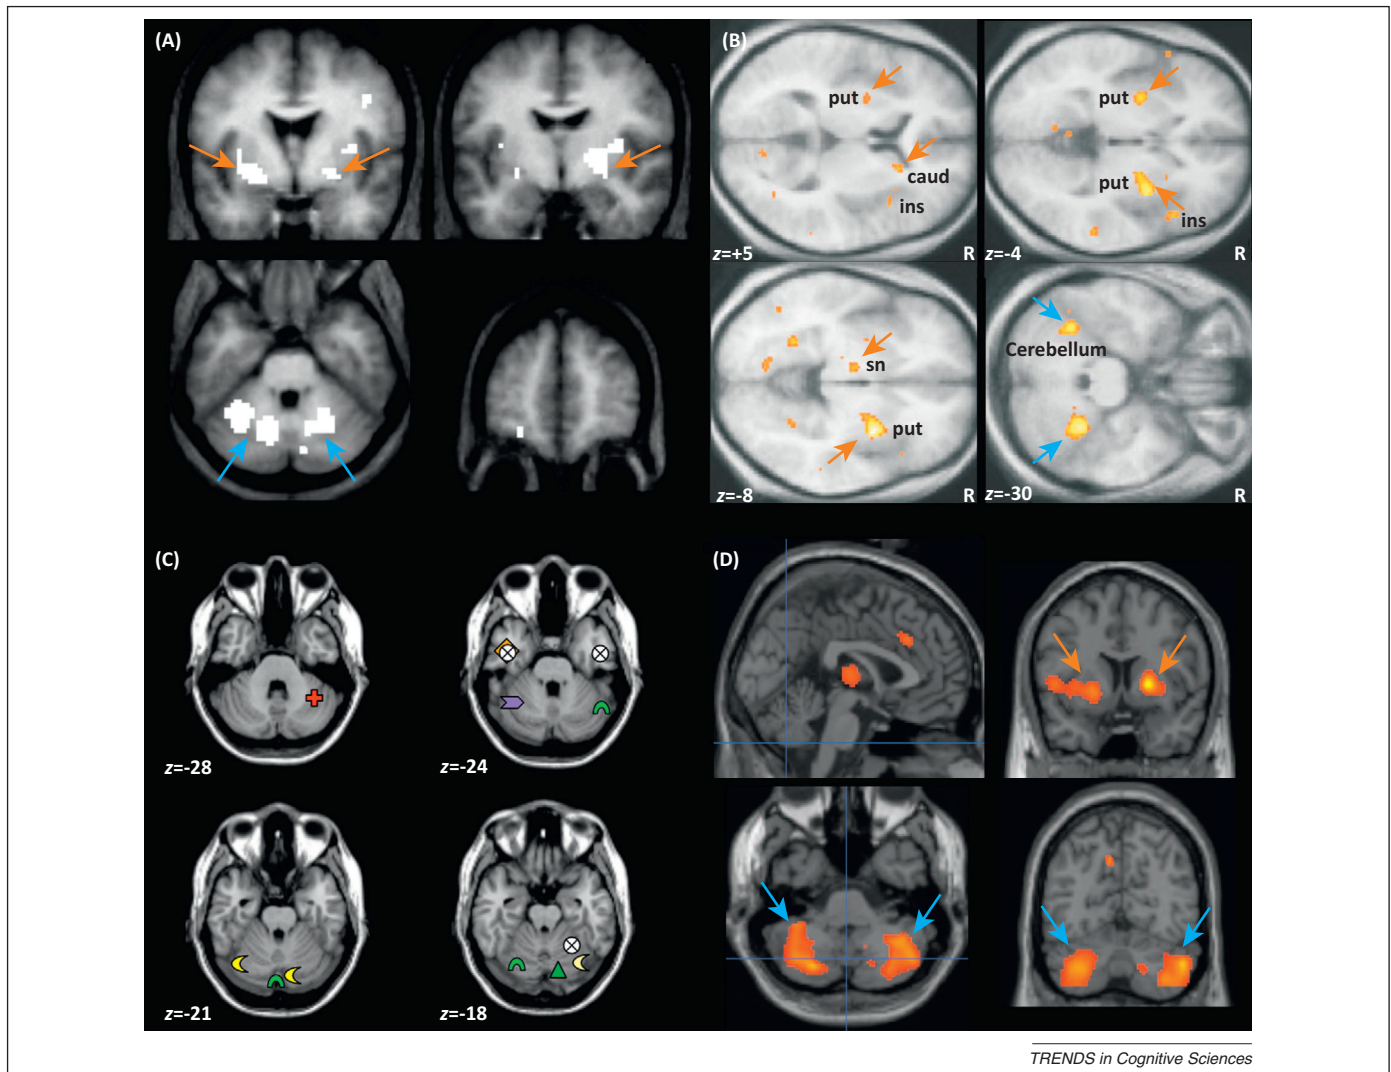 (A)
(B)
put
caud
ins
z=+5
R
put
put
ins
z=-4
R
sn
put
z=-8
R
Cerebellum
z=-30
R
(C)
z=-28
z=-24
z=-21
z=-18
(D)
TRENDS in Cognitive Sciences